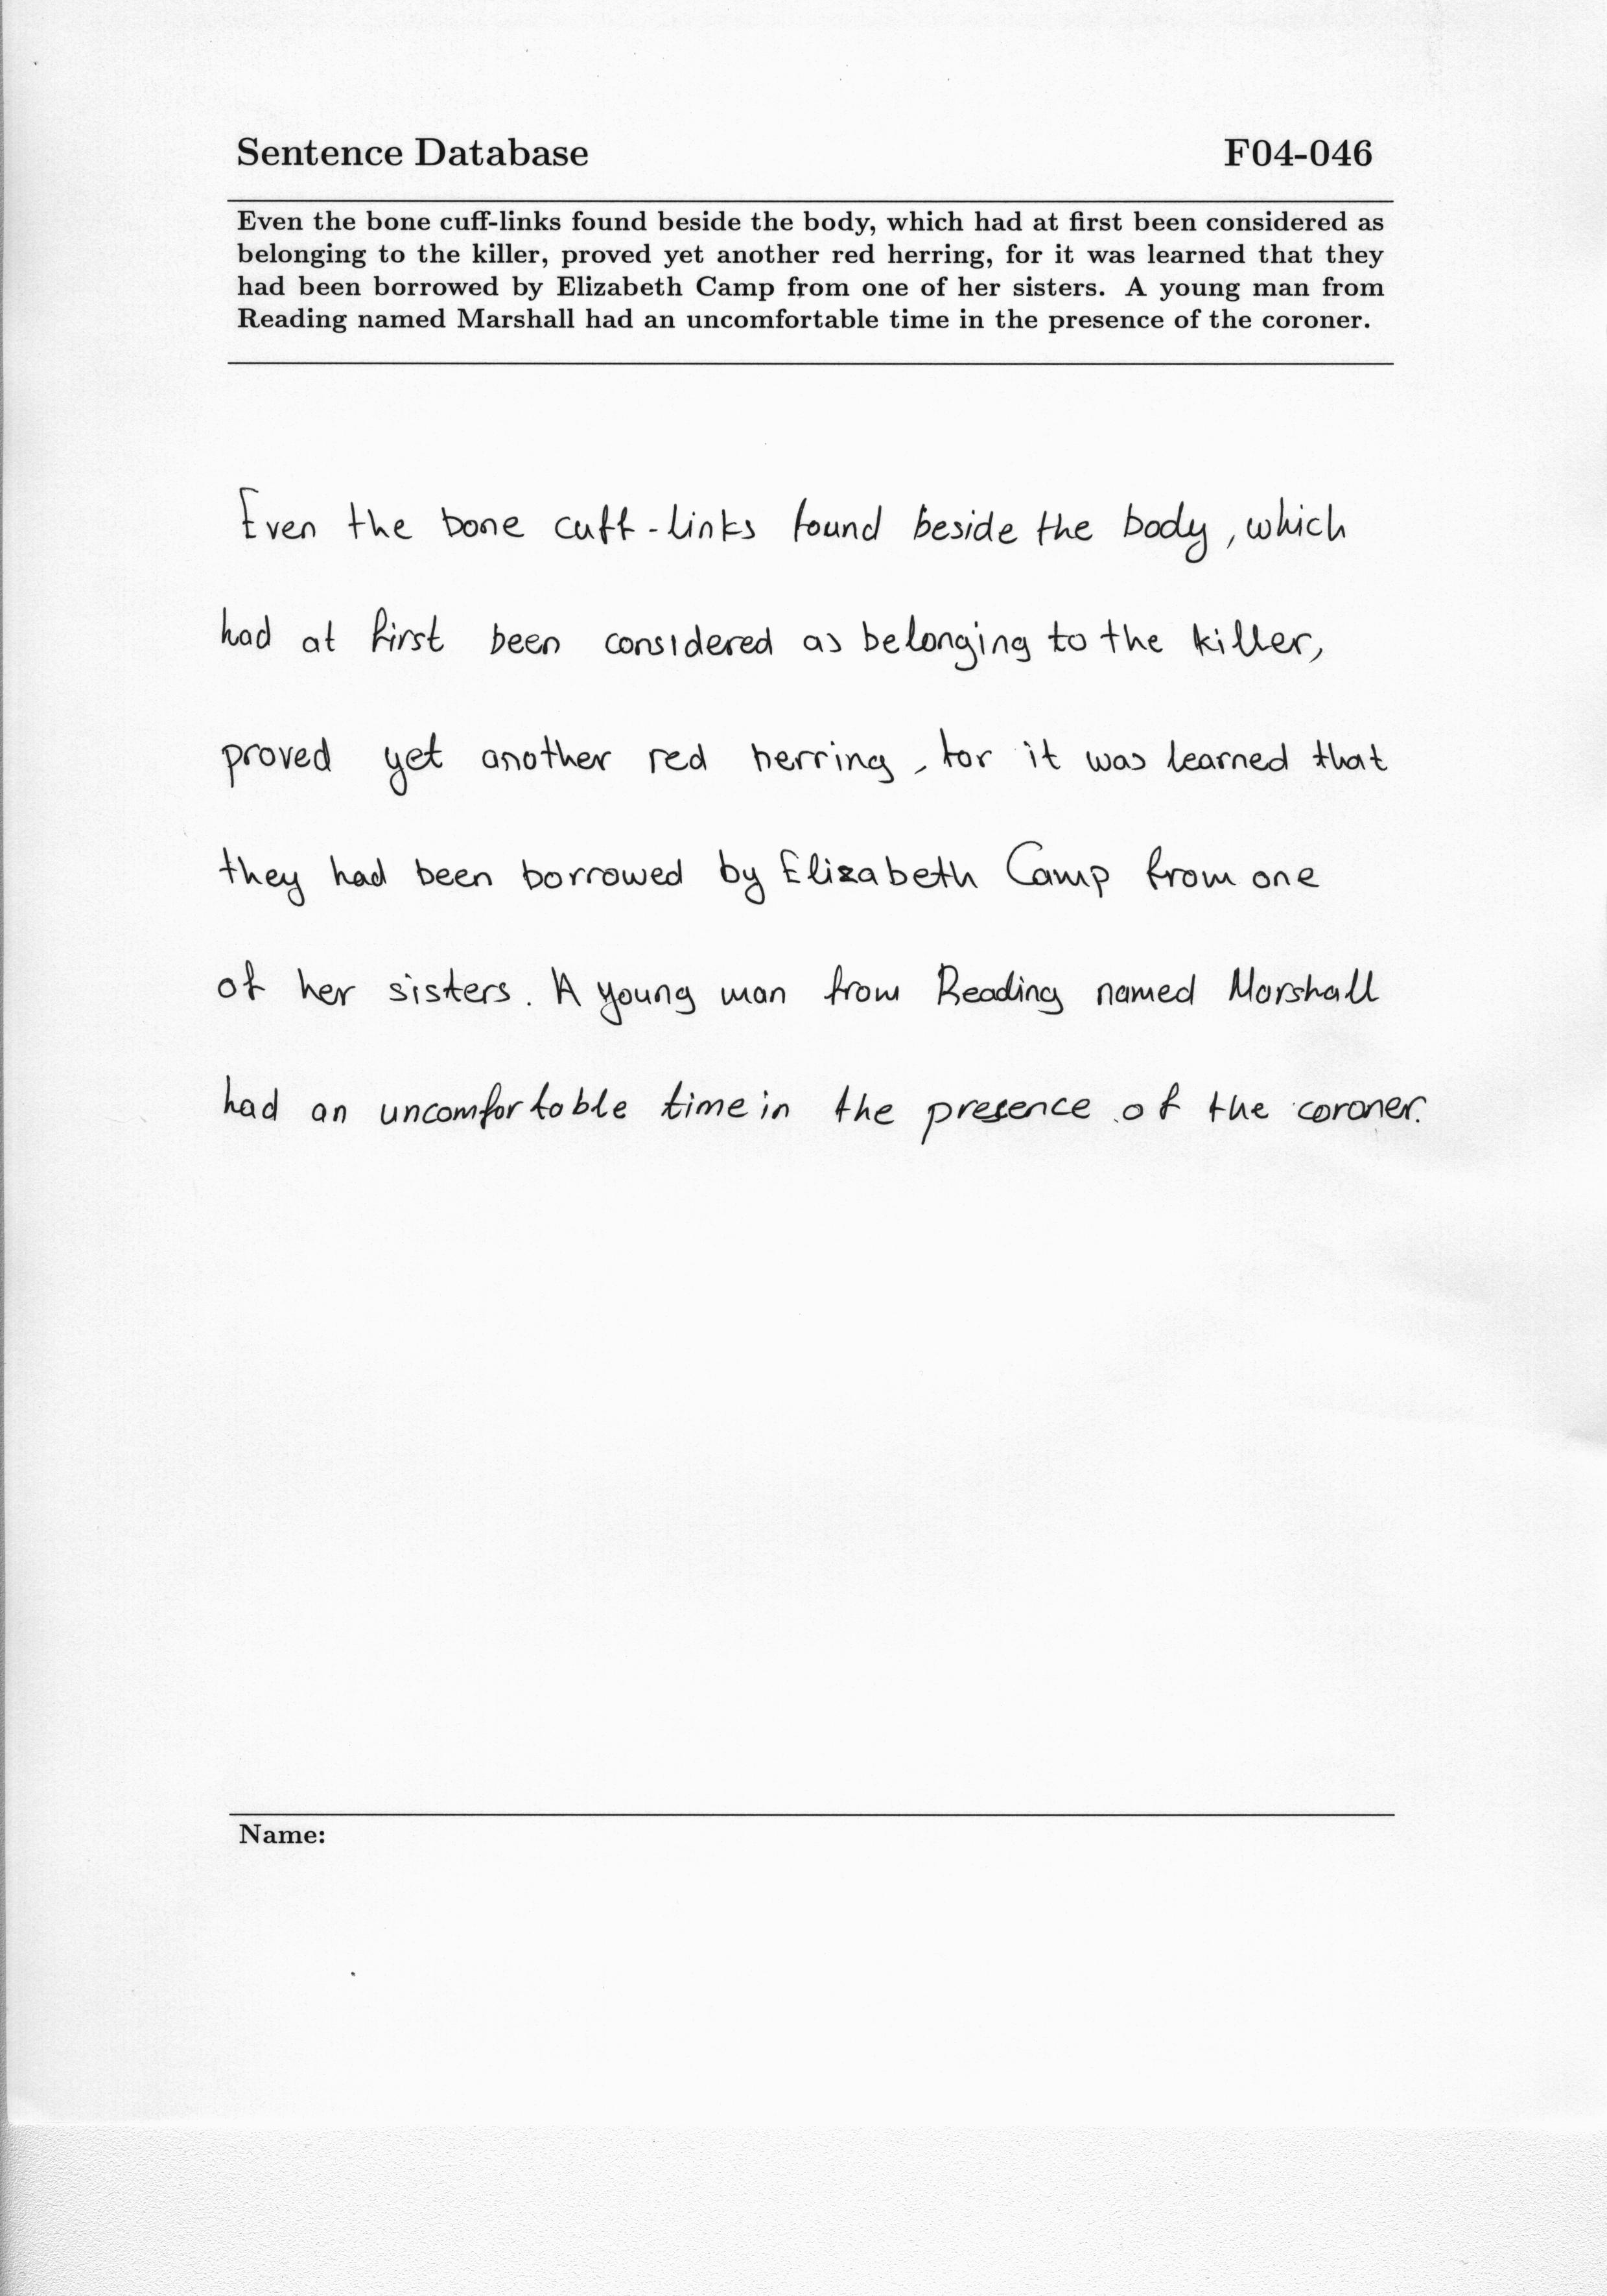 Sentence Database F04-046
Even the bone cuff-links found beside the body, which had at first been considered as
belonging to the killer, proved yet another red herring, for it was learned that they
had been borrowed by Elizabeth Camp from one of her sisters. A young man from
Reading named Marshall had an uncomfortable time in the presence of the coroner.
Even the bone cuff-links found beside the body, which
had at first been considered as belonging to the killer,
proved yet another red herring, for it was learned that
they had been borrowed by Elizabeth Camp from one
of her sisters. A young man from Reading named Marshall
had an uncomfortable time in the presence of the coroner.
Name: